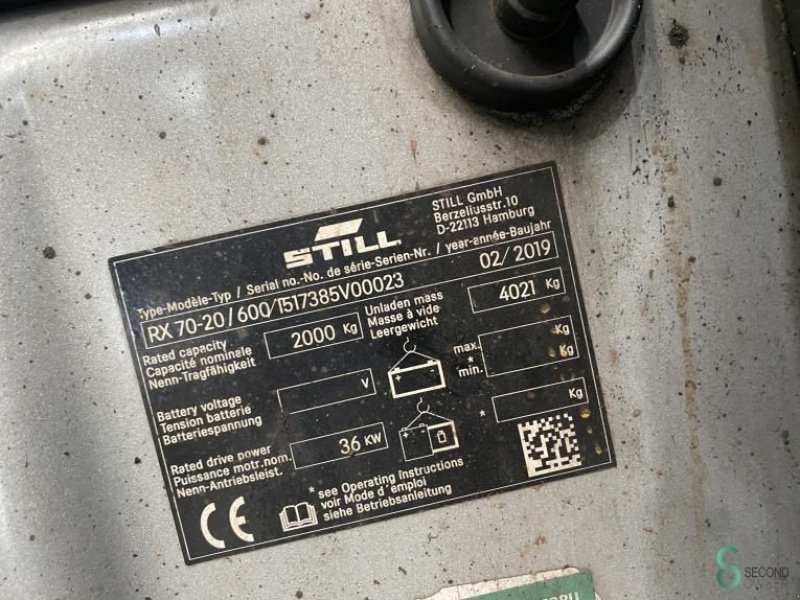 STILL
STILL GmbH
Berzeliusstr.10
D-22113 Hamburg
Type-Modèle-Typ / Serial no.-No. de série-Serien-Nr. / year-année-Baujahr
RX 70-20/600/T517385V00023 02/2019
Rated capacity
Capacité nominale
Nenn-Tragfähigkeit
2000 Kg
Unladen mass
Masse à vide
Leergewicht
4021 Kg
Battery voltage
Tension batterie
Batteriespannung
V
max. Kg
* min. Kg
* Kg
Rated drive power
Puissance motr.nom.
Nenn-Antriebsleist.
36 KW
CE
*see Operating Instructions
voir Mode d'emploi
siehe Betriebsanleitung
SECOND